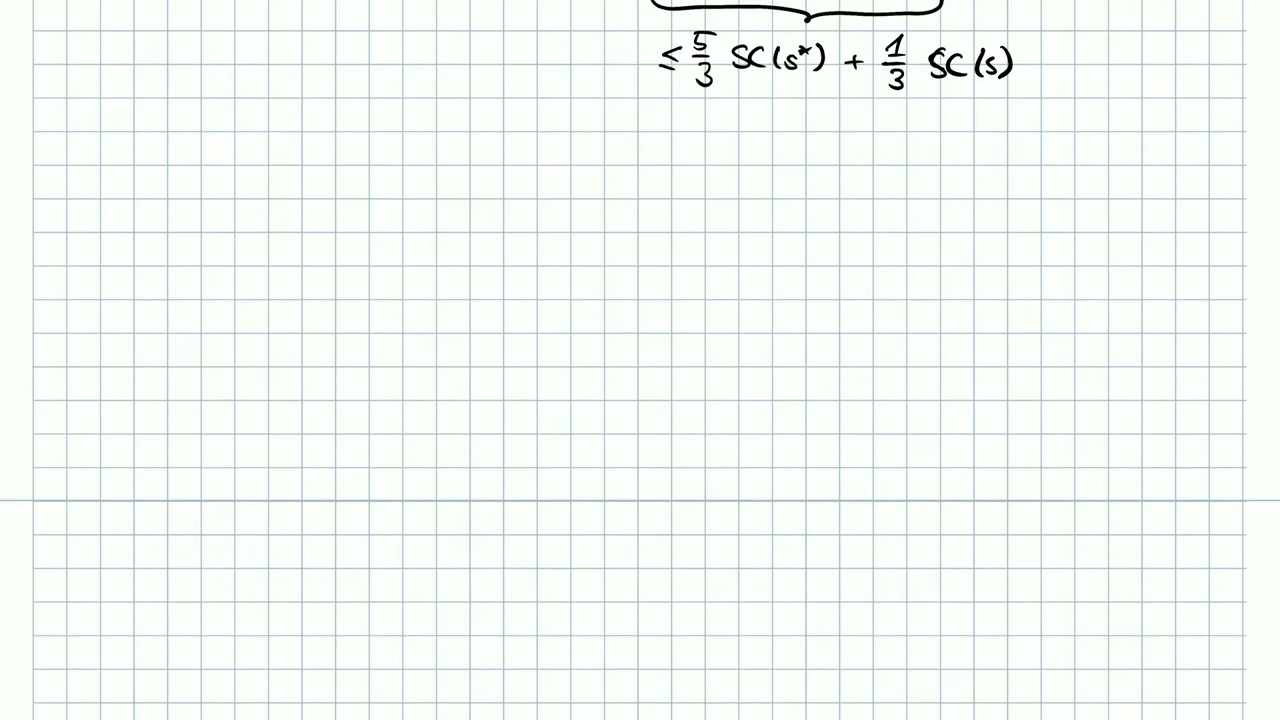 ≤ 5/3 SC(s*) + 1/3 SC(s)